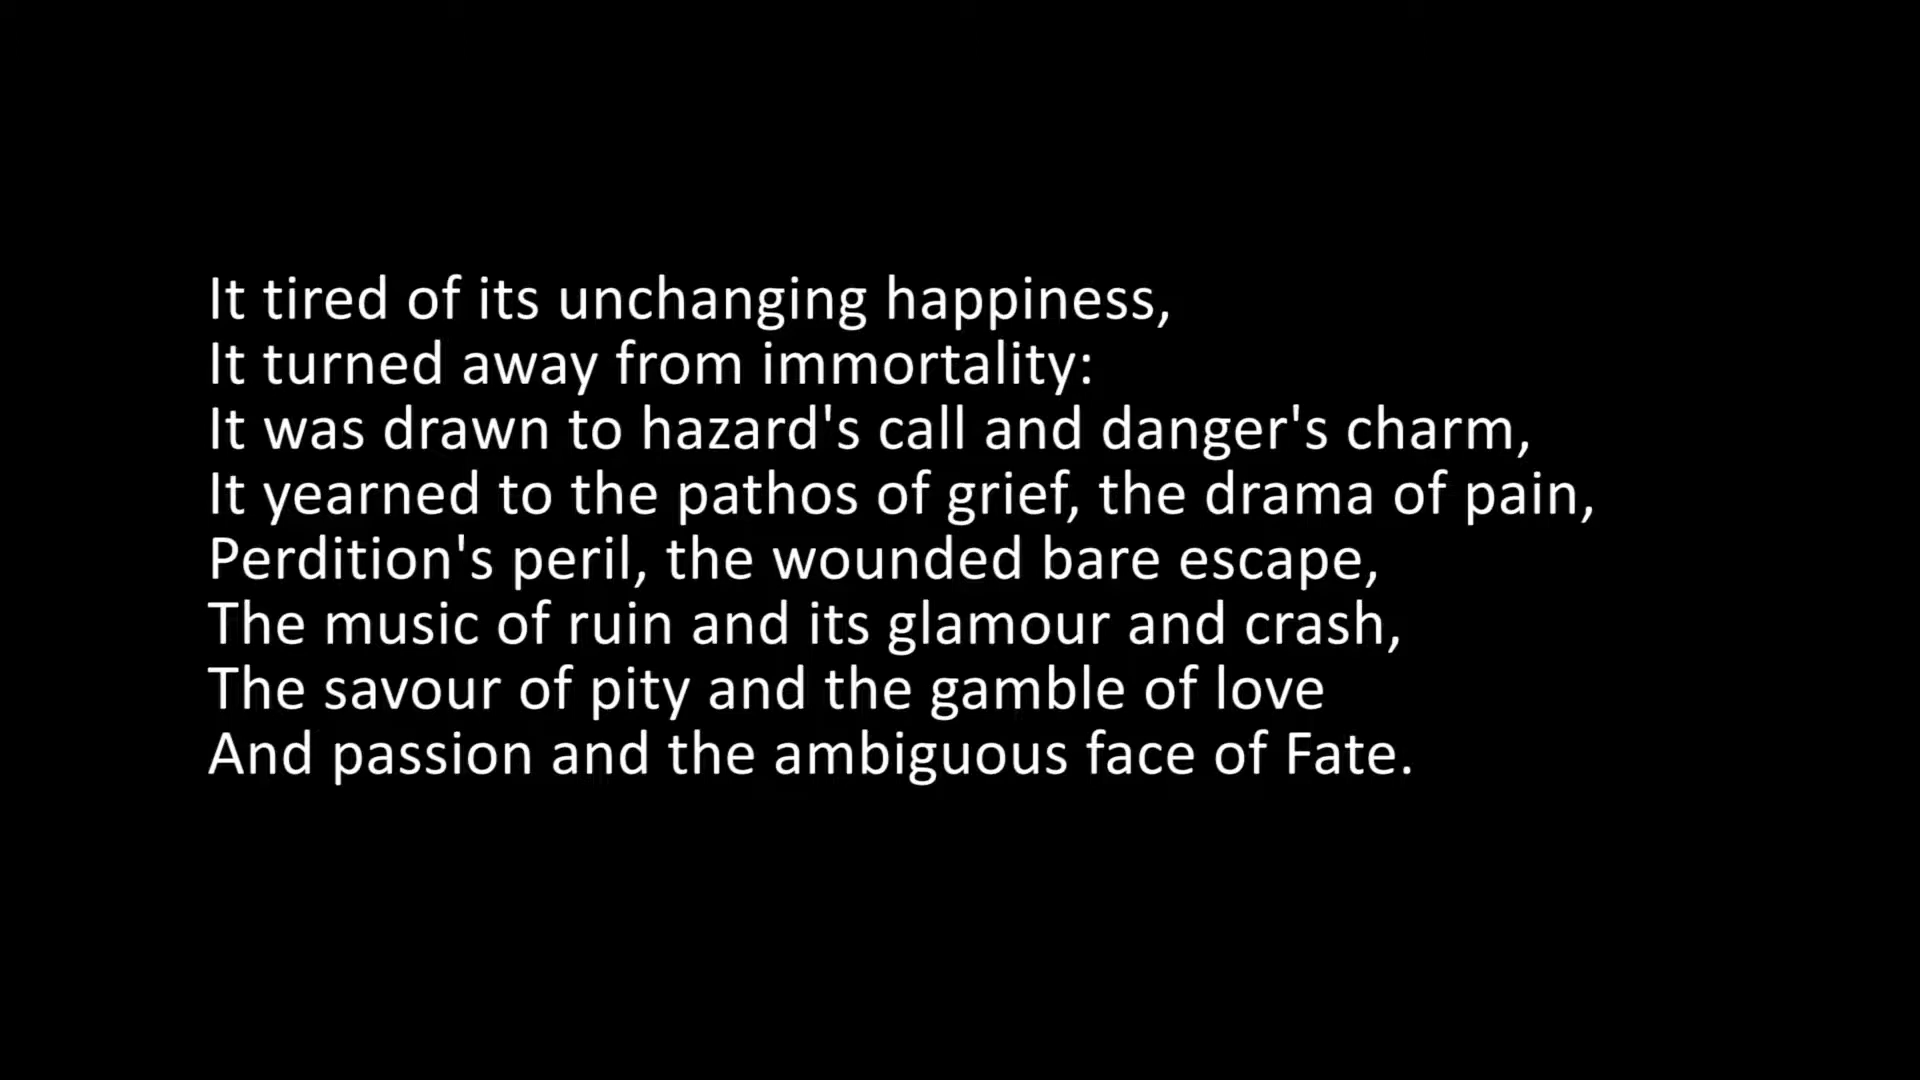 It tired of its unchanging happiness,
It turned away from immortality:
It was drawn to hazard's call and danger's charm,
It yearned to the pathos of grief, the drama of pain,
Perdition's peril, the wounded bare escape,
The music of ruin and its glamour and crash,
The savour of pity and the gamble of love
And passion and the ambiguous face of Fate.